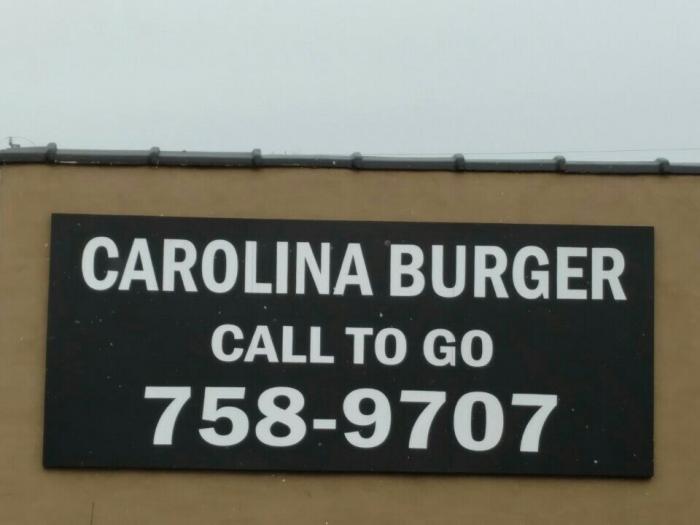 CAROLINA BURGER
CALL TO GO
758-9707